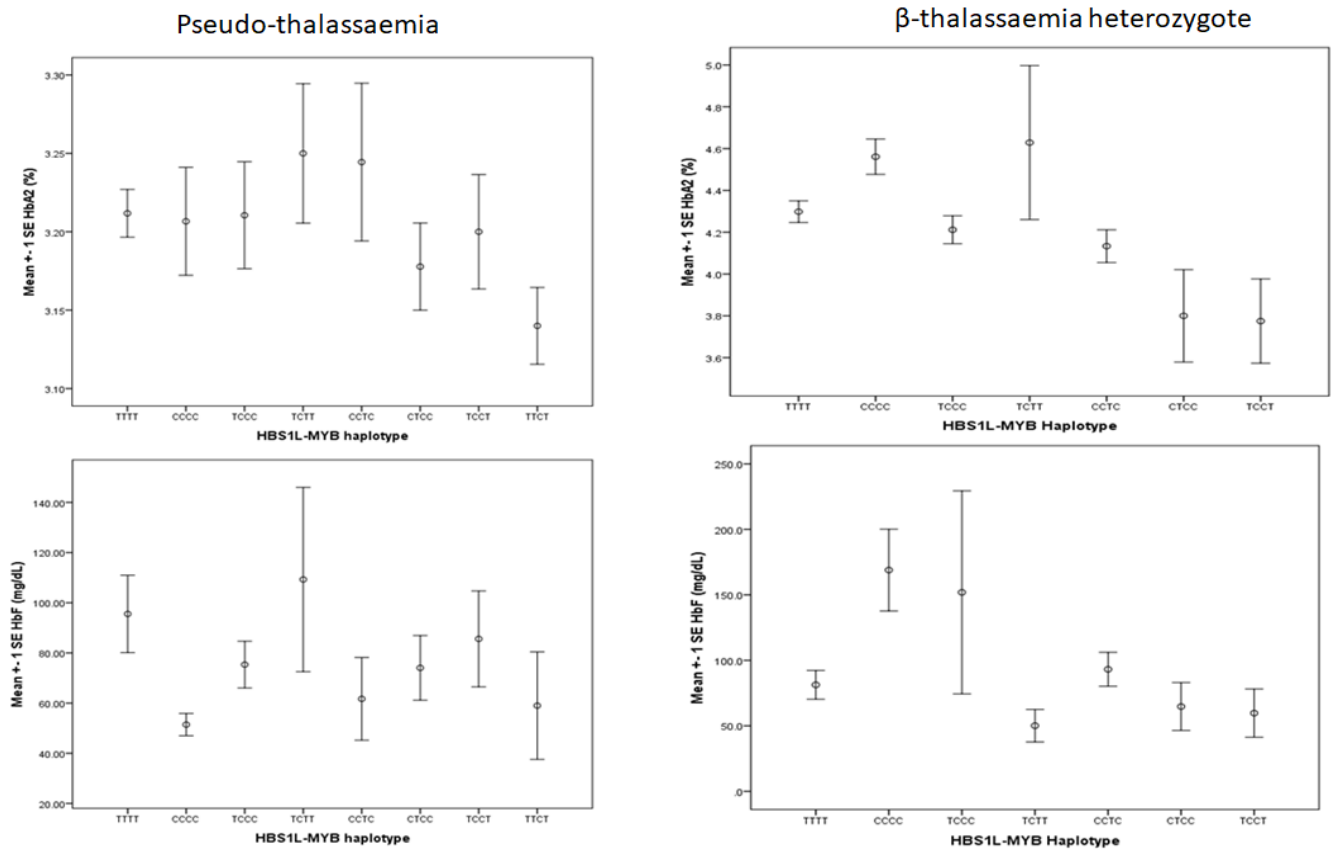 Pseudo-thalassaemia
β-thalassaemia heterozygote
Mean +- 1 SE HbA2 (%)
3.30
3.25
3.20
3.15
3.10
TTTT CCCC TCCC TCTT CCTC CTCC TCCT TTCT
HBS1L-MYB haplotype
Mean +- 1 SE HbA2 (%)
5.0
4.8
4.6
4.4
4.2
4.0
3.8
3.6
TTTT CCCC TCCC TCTT CCTC CTCC TCCT
HBS1L-MYB Haplotype
Mean +- 1 SE HbF (mg/dL)
140.00
120.00
100.00
80.00
60.00
40.00
20.00
TTTT CCCC TCCC TCTT CCTC CTCC TCCT TTCT
HBS1L-MYB haplotype
Mean +- 1 SE HbF (mg/dL)
250.0
200.0
150.0
100.0
50.0
.0
TTTT CCCC TCCC TCTT CCTC CTCC TCCT
HBS1L-MYB Haplotype